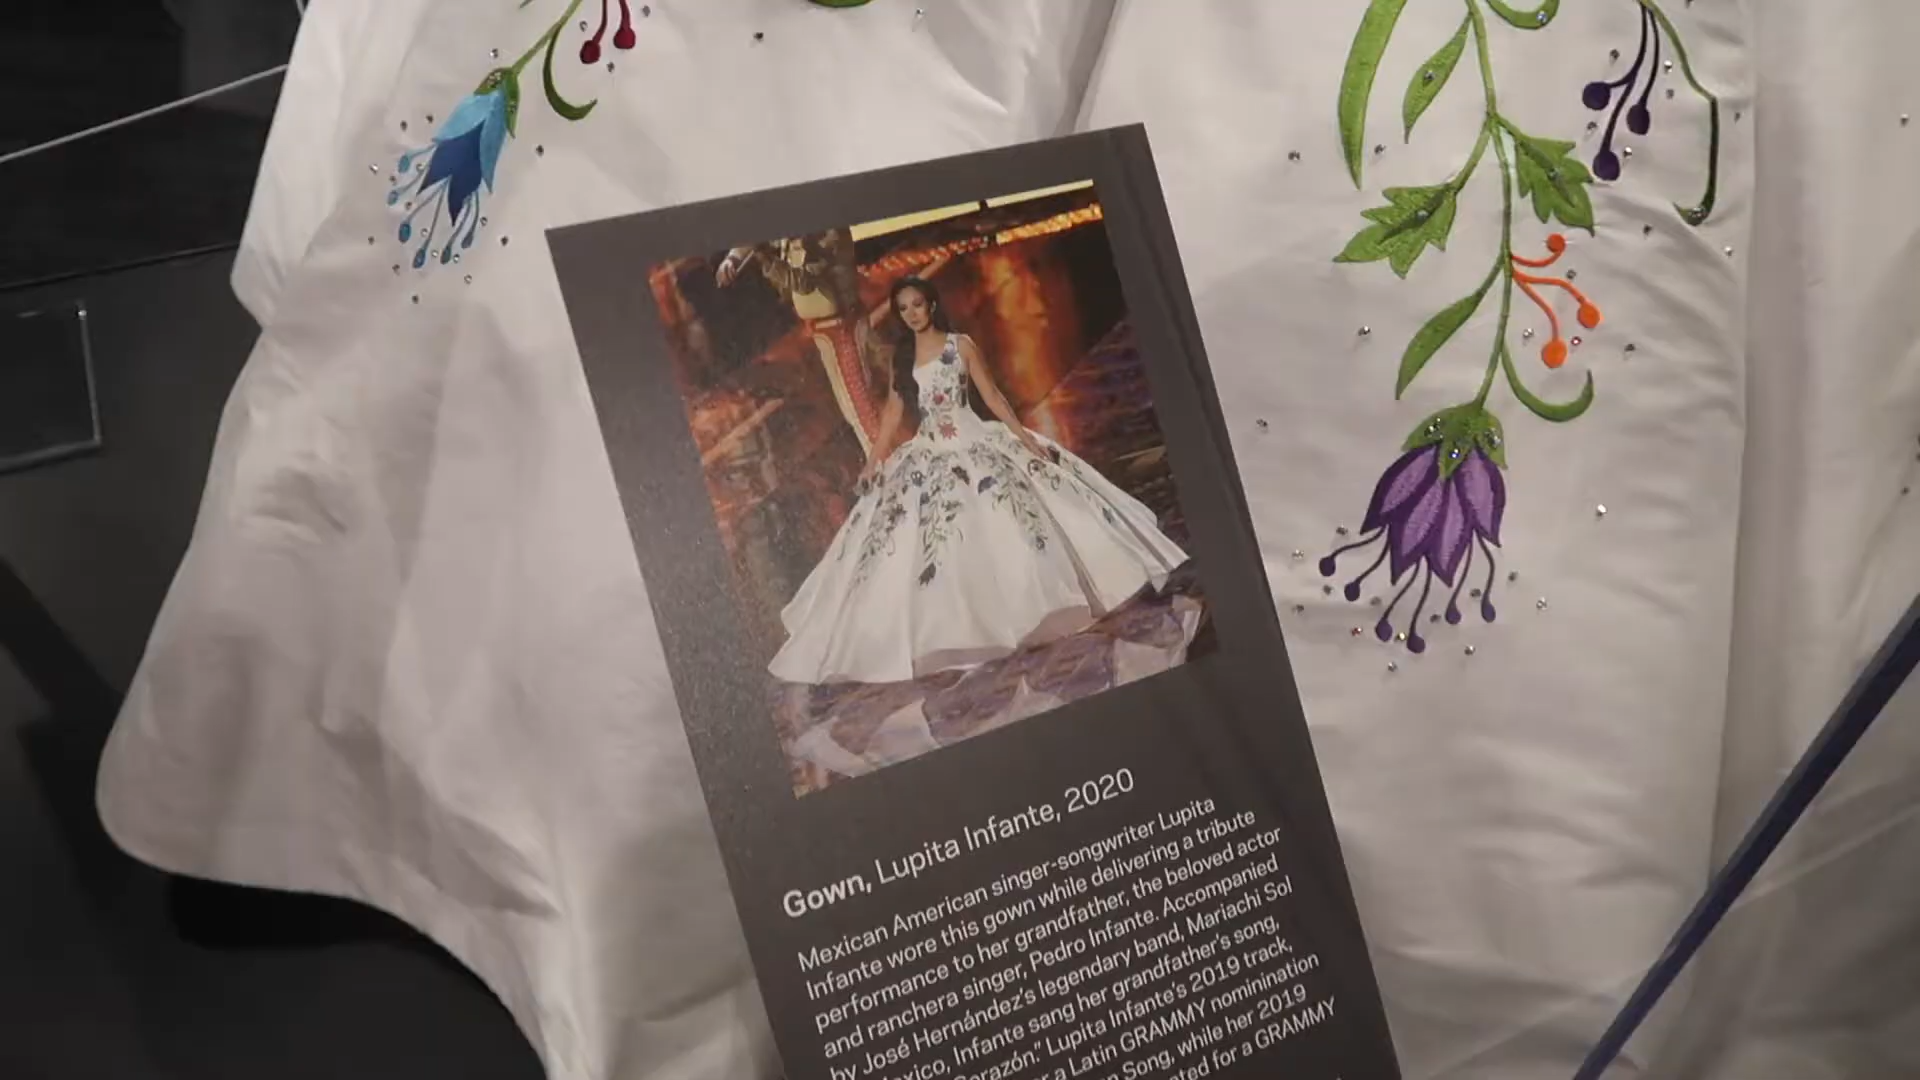 Gown, Lupita Infante, 2020
Mexican American singer-songwriter Lupita
Infante wore this gown while delivering a tribute
performance to her grandfather, the beloved actor
and ranchera singer, Pedro Infante. Accompanied
by José Hernández's legendary band, Mariachi Sol
Infante sang her grandfather's song,
Lupita Infante's 2019 track,
a Latin GRAMMY nominination
Song, while her 2019
for a GRAMMY